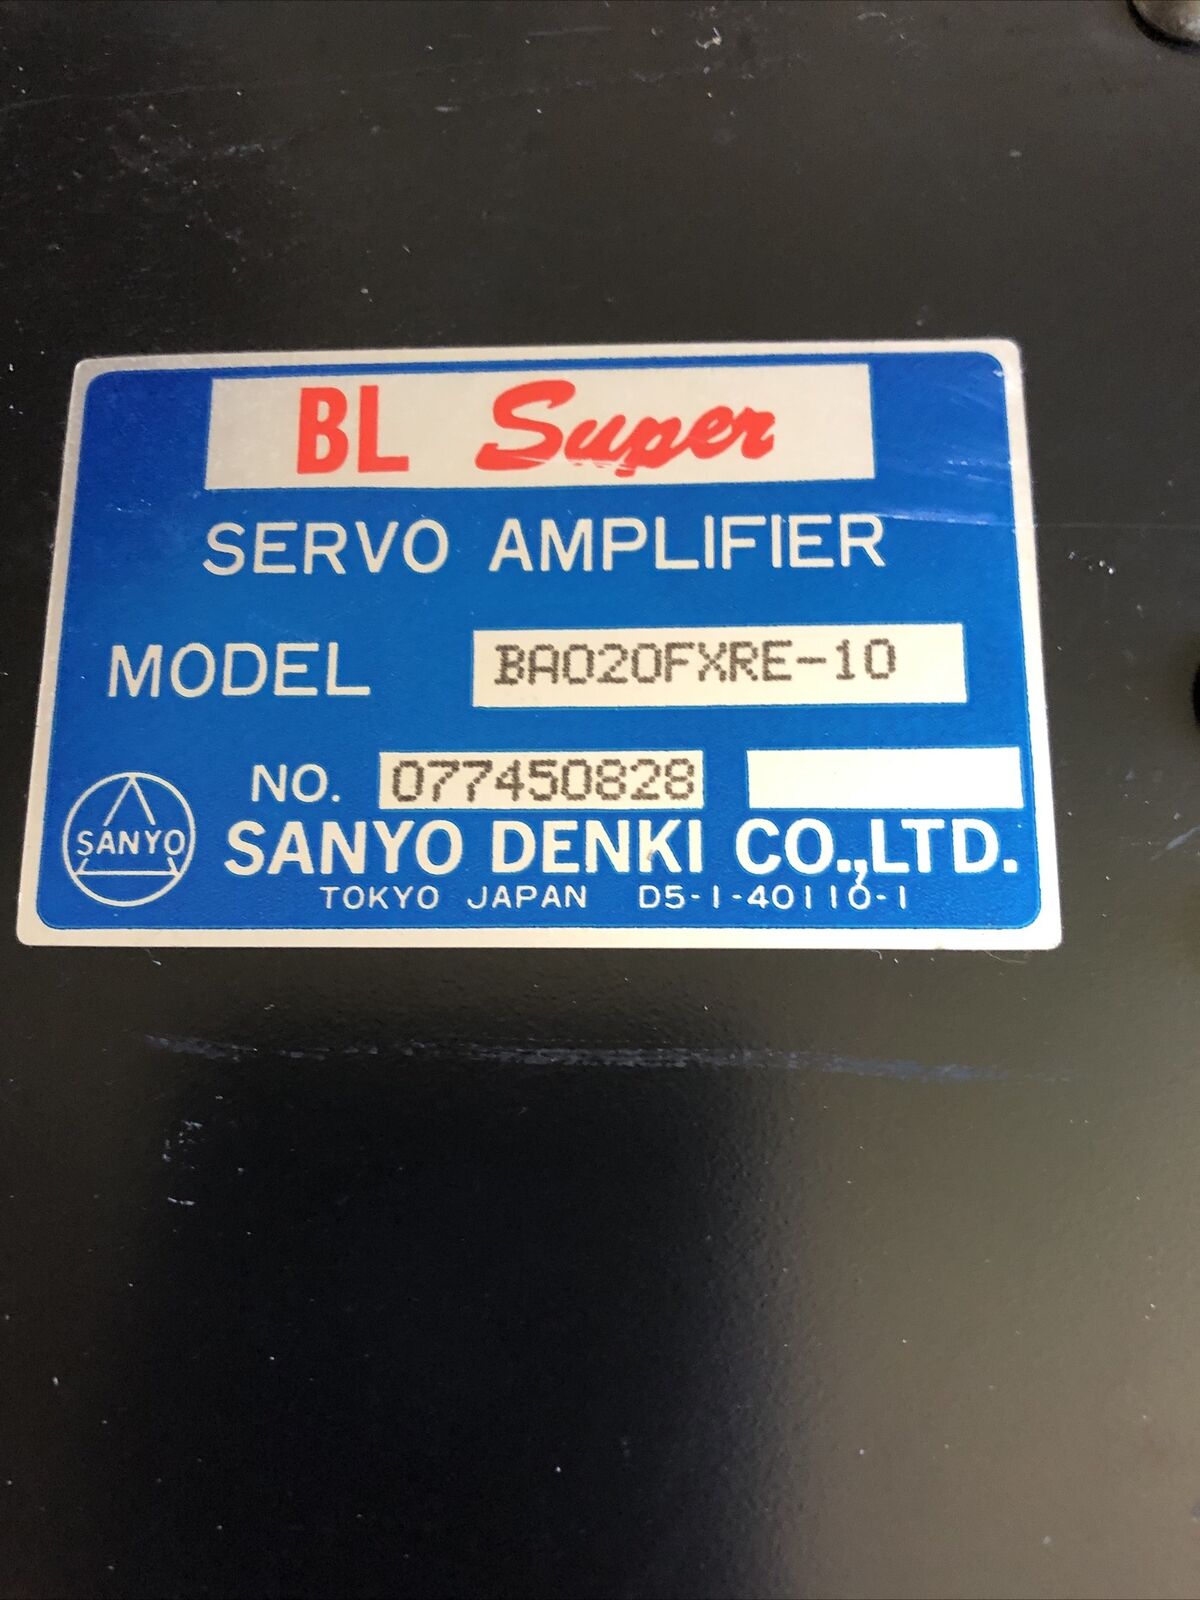 BL Super
SERVO AMPLIFIER
MODEL BA020FXRE-10
NO. 077450828
SANYO
SANYO DENKI CO.,LTD.
TOKYO JAPAN D5-1-40110-1